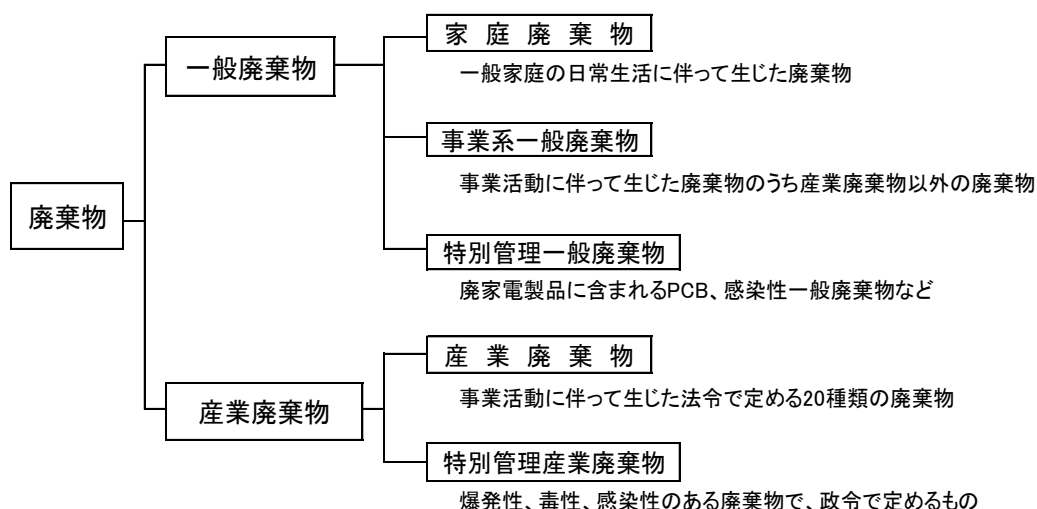 家庭廃棄物
一般廃棄物
一般家庭の日常生活に伴って生じた廃棄物
事業系一般廃棄物
事業活動に伴って生じた廃棄物のうち産業廃棄物以外の廃棄物
廃棄物
特別管理一般廃棄物
廃家電製品に含まれるPCB、感染性一般廃棄物など
産業廃棄物
事業活動に伴って生じた法令で定める20種類の廃棄物
産業廃棄物
特別管理産業廃棄物
爆発性、毒性、感染性のある廃棄物で、政令で定めるもの